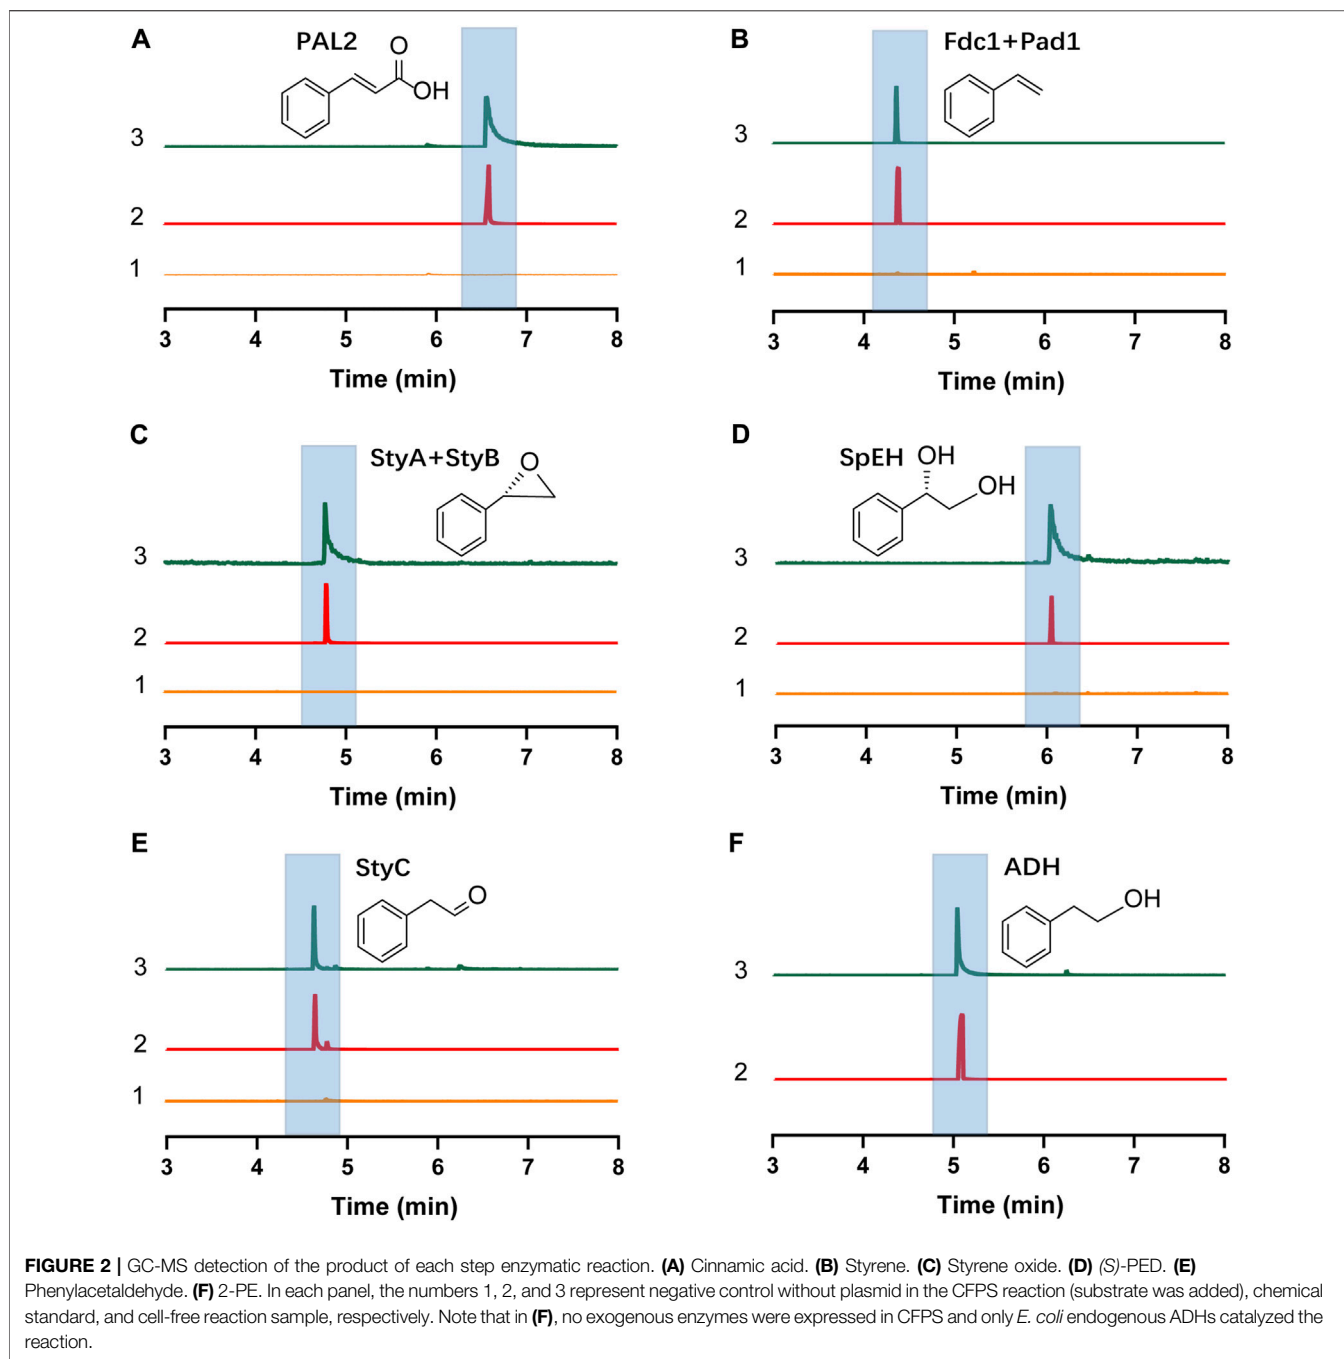 A
PAL2
O
OH
3
2
1
3 4 5 6 7 8
Time (min)
B
Fdc1+Pad1
3
2
1
3 4 5 6 7 8
Time (min)
C
StyA+StyB
O
3
2
1
3 4 5 6 7 8
Time (min)
D
SpEH
OH
OH
3
2
1
3 4 5 6 7 8
Time (min)
E
StyC
O
3
2
1
3 4 5 6 7 8
Time (min)
F
ADH
OH
3
2
3 4 5 6 7 8
Time (min)
FIGURE 2 | GC-MS detection of the product of each step enzymatic reaction. (A) Cinnamic acid. (B) Styrene. (C) Styrene oxide. (D) (S)-PED. (E)
Phenylacetaldehyde. (F) 2-PE. In each panel, the numbers 1, 2, and 3 represent negative control without plasmid in the CFPS reaction (substrate was added), chemical
standard, and cell-free reaction sample, respectively. Note that in (F), no exogenous enzymes were expressed in CFPS and only E. coli endogenous ADHs catalyzed the
reaction.